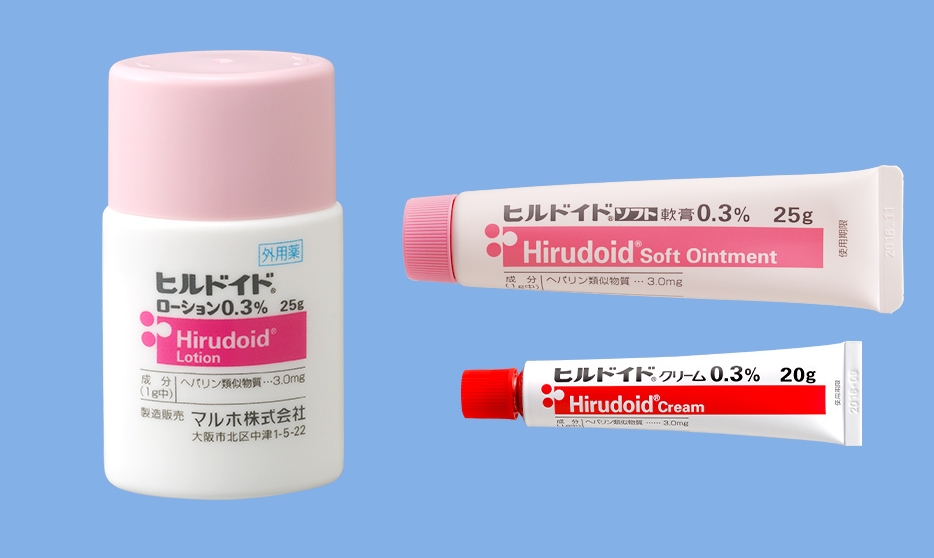 外用薬
ヒルドイド®
ローション0.3% 25g
Hirudoid®
Lotion
成分 ヘパリン類似物質…3.0mg
(1g中)
製造販売 マルホ株式会社
大阪市北区中津1-5-22
ヒルドイド®ソフト軟膏0.3% 25g
Hirudoid® Soft Ointment
成分 ヘパリン類似物質…3.0mg
(1g中)
使用期限
2016.11
ヒルドイド®クリーム0.3% 20g
Hirudoid® Cream
成分 ヘパリン類似物質……3.0mg
使用期限